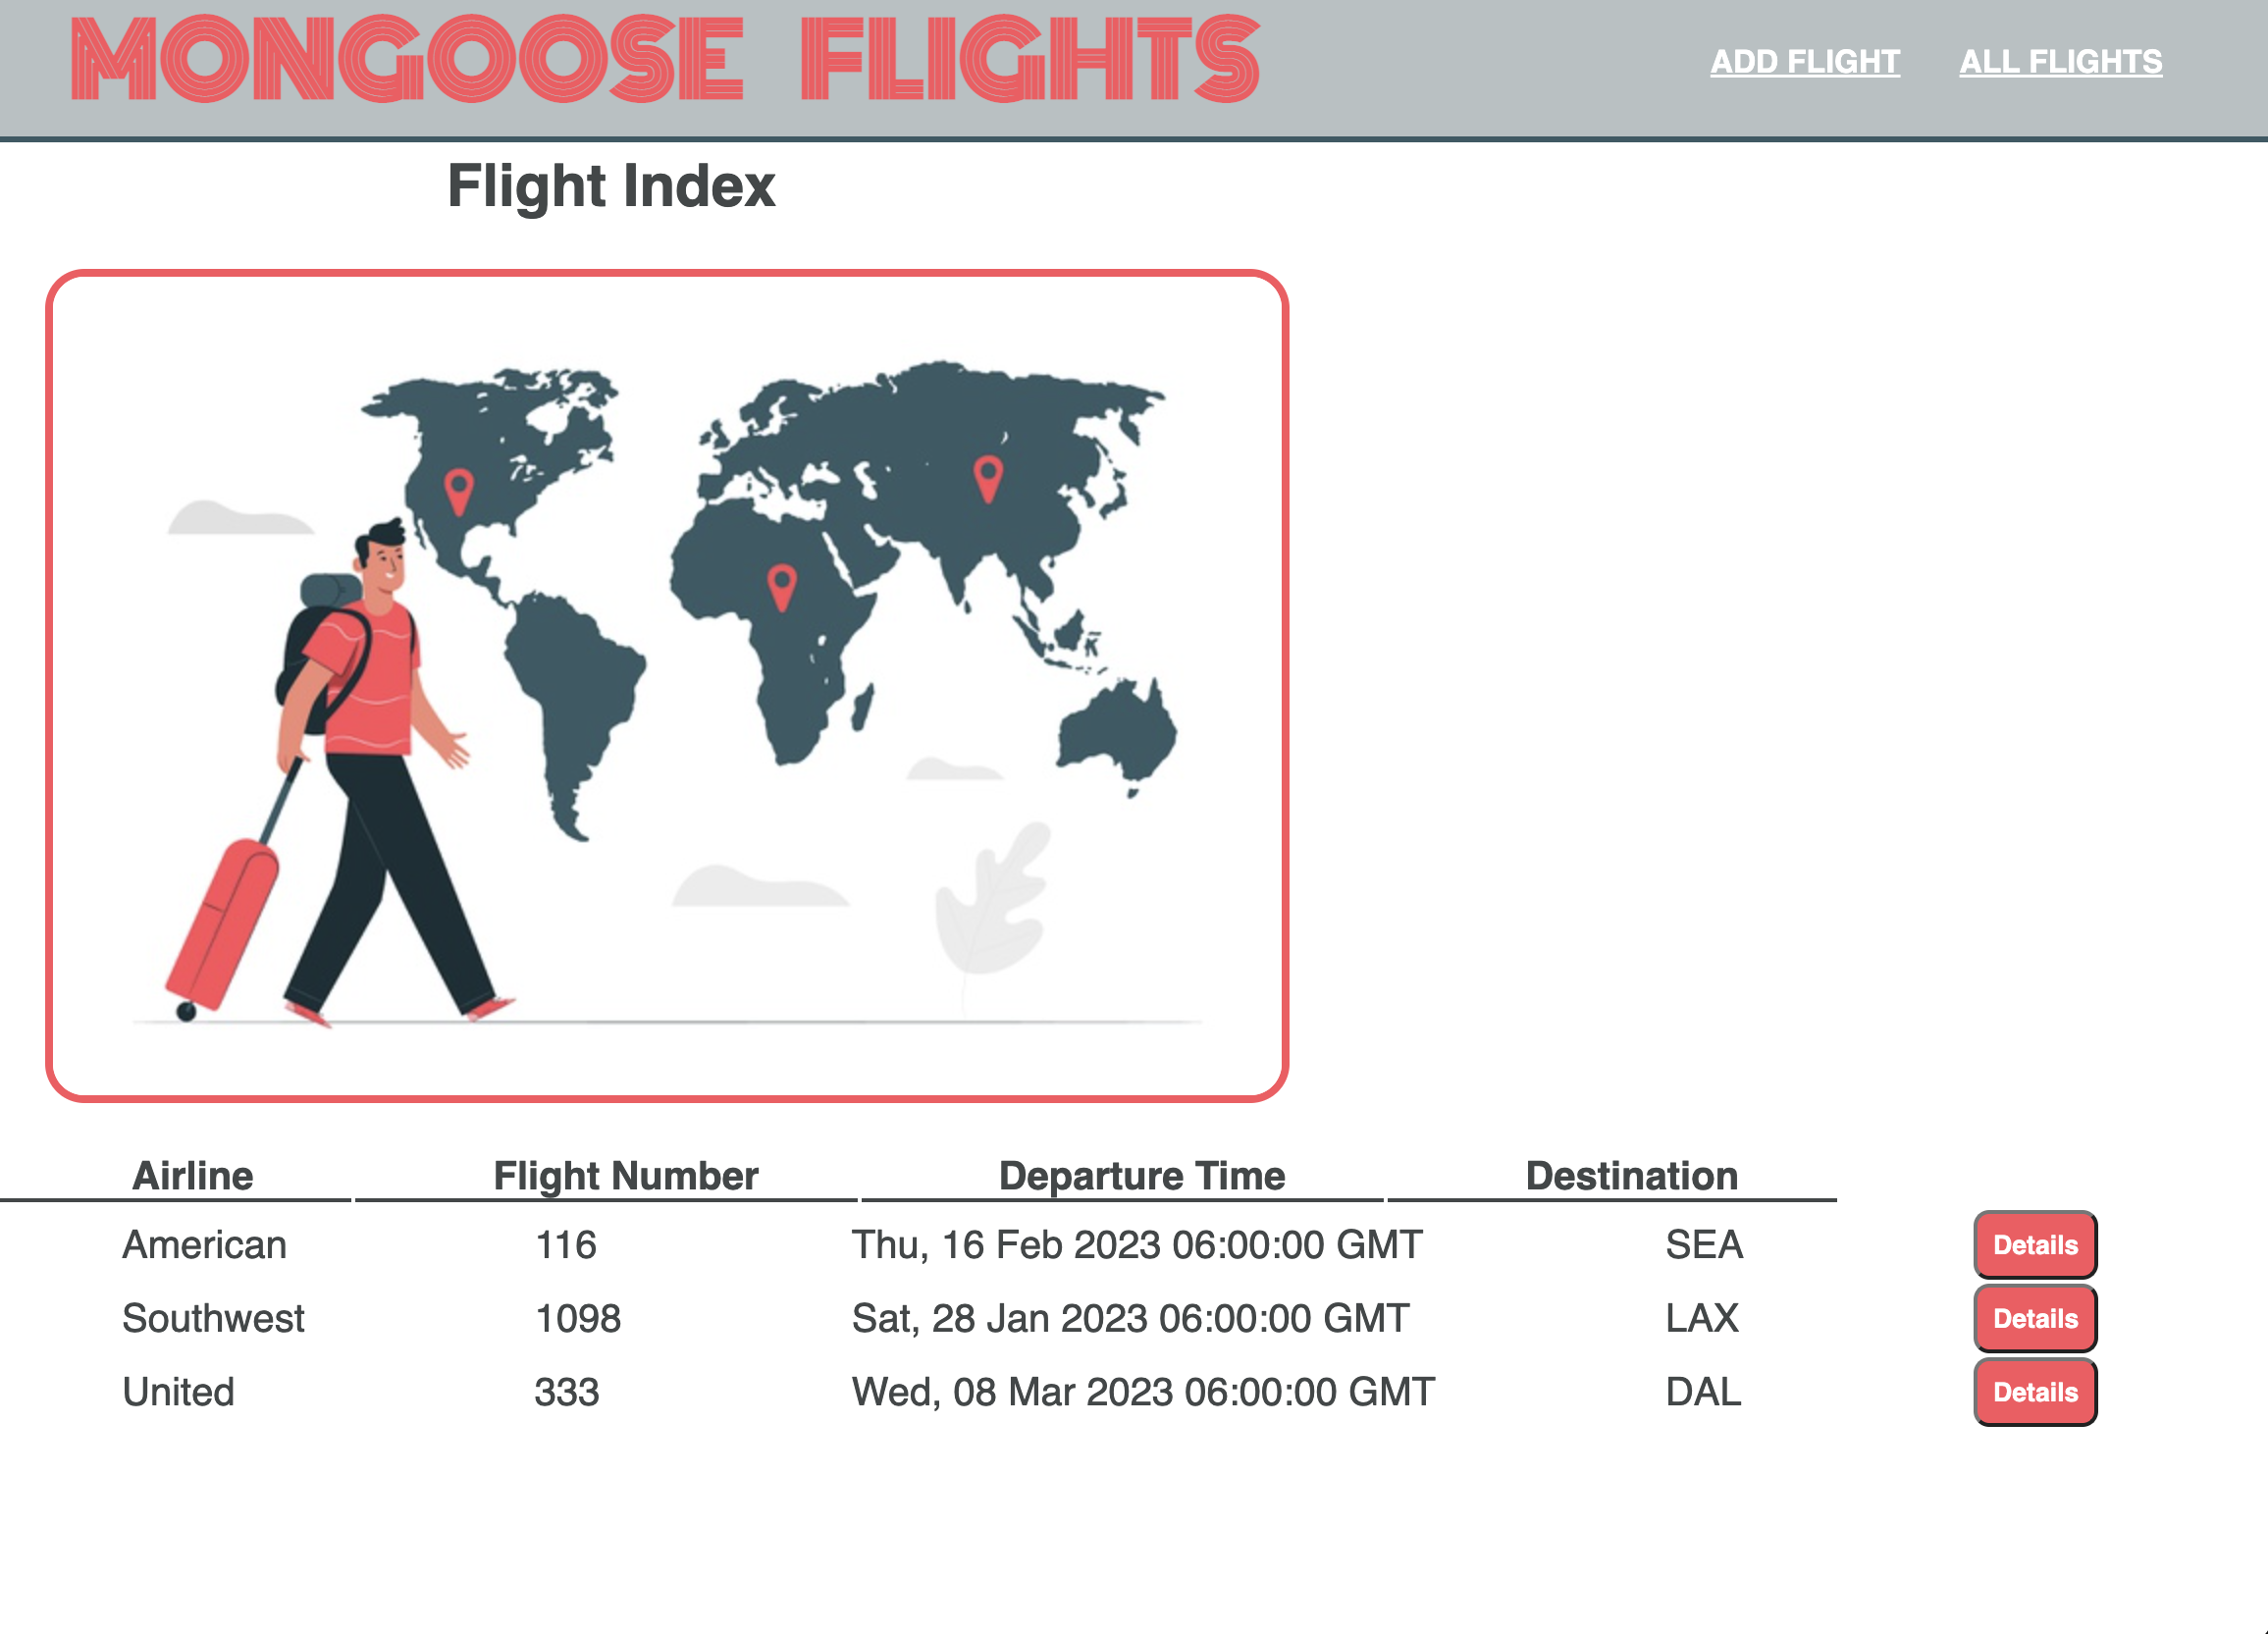 MONGOOSE FLIGHTS ADD FLIGHT ALL FLIGHTS
Flight Index
Airline Flight Number Departure Time Destination
American 116 Thu, 16 Feb 2023 06:00:00 GMT SEA Details
Southwest 1098 Sat, 28 Jan 2023 06:00:00 GMT LAX Details
United 333 Wed, 08 Mar 2023 06:00:00 GMT DAL Details